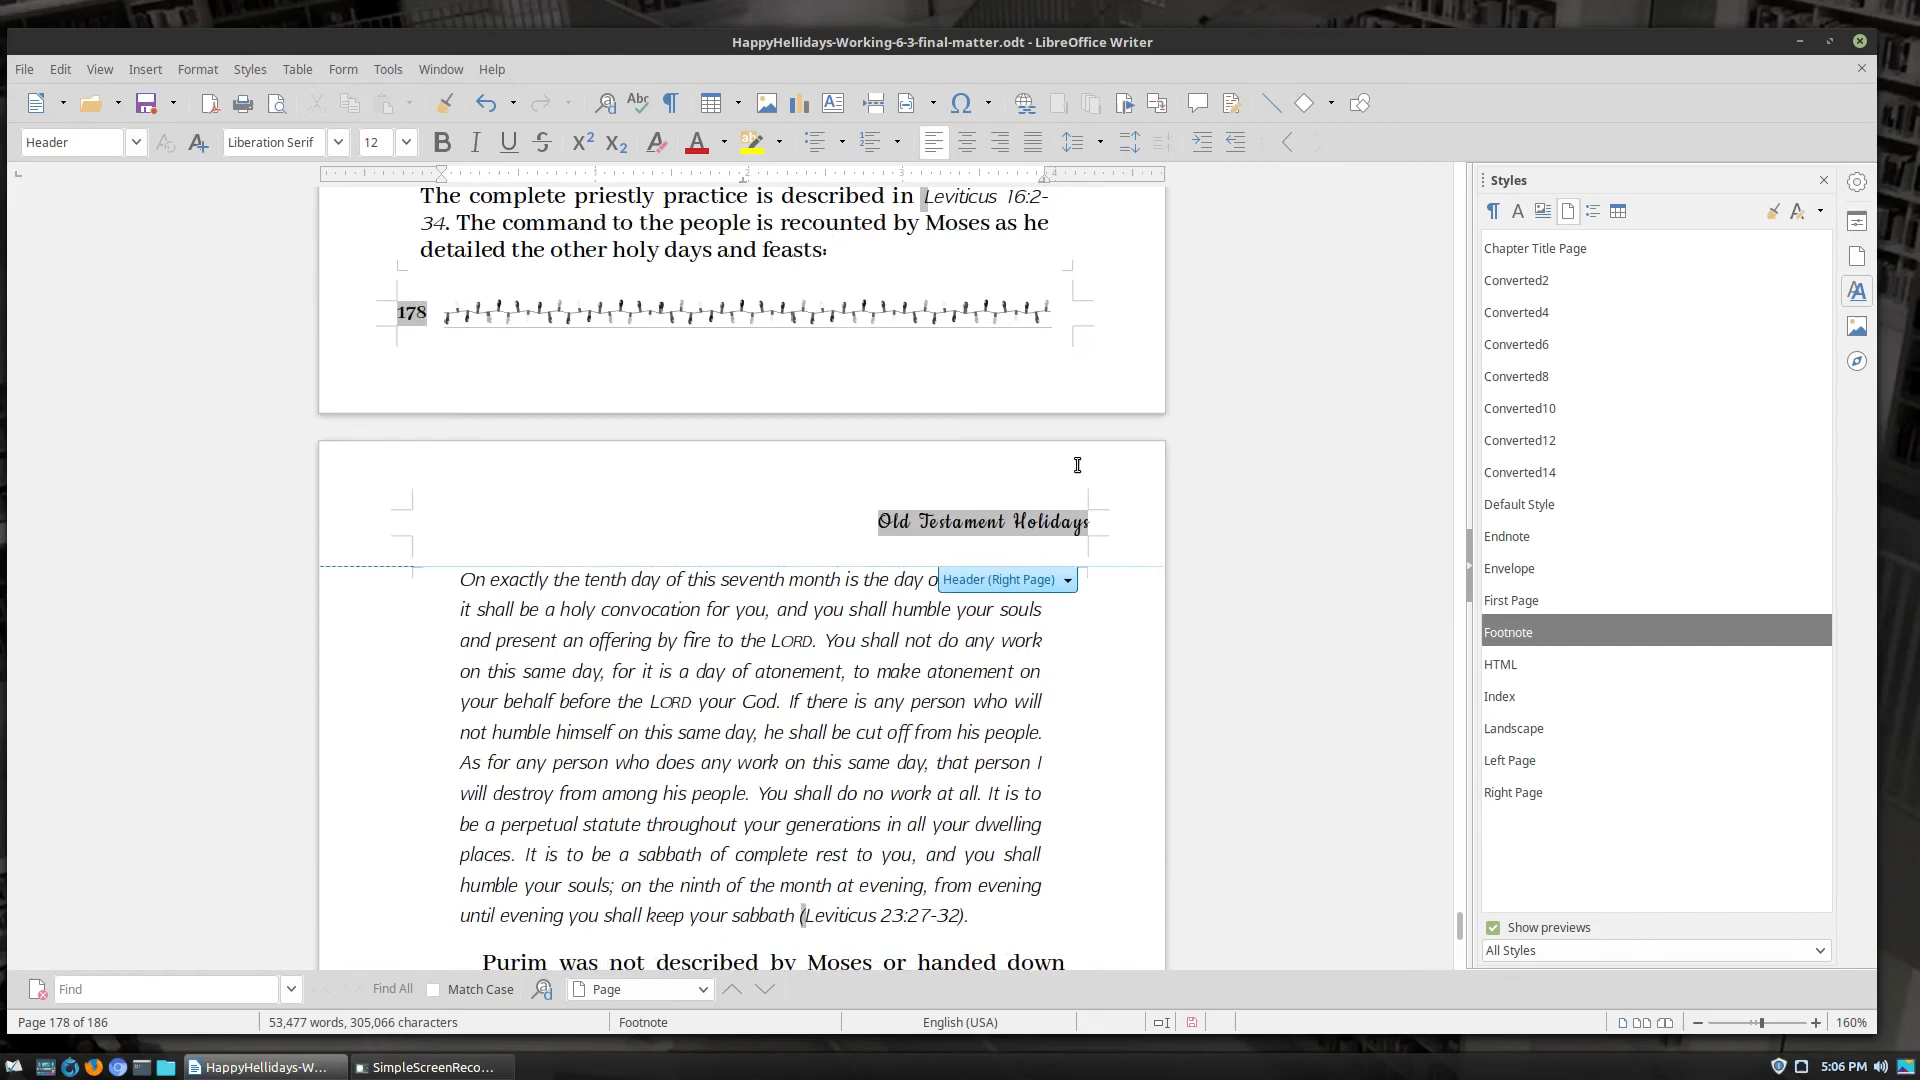 HappyHellidays-Working-6-3-final-matter.odt - LibreOffice Writer
File Edit View Insert Format Styles Table Form Tools Window Help
Header Liberation Serif 12
1 2 3 4
The complete priestly practice is described in Leviticus 16:2-
34. The command to the people is recounted by Moses as he
detailed the other holy days and feasts:
178
Old Testament Holidays
On exactly the tenth day of this seventh month is the day o
Header (Right Page)
it shall be a holy convocation for you, and you shall humble your souls
and present an offering by fire to the LORD. You shall not do any work
on this same day, for it is a day of atonement, to make atonement on
your behalf before the LORD your God. If there is any person who will
not humble himself on this same day, he shall be cut off from his people.
As for any person who does any work on this same day, that person I
will destroy from among his people. You shall do no work at all. It is to
be a perpetual statute throughout your generations in all your dwelling
places. It is to be a sabbath of complete rest to you, and you shall
humble your souls; on the ninth of the month at evening, from evening
until evening you shall keep your sabbath (Leviticus 23:27-32).
Purim was not described by Moses or handed down
Styles
Chapter Title Page
Converted2
Converted4
Converted6
Converted8
Converted10
Converted12
Converted14
Default Style
Endnote
Envelope
First Page
Footnote
HTML
Index
Landscape
Left Page
Right Page
Show previews
All Styles
Find Find All Match Case Page
Page 178 of 186 53,477 words, 305,066 characters Footnote English (USA) 160%
HappyHellidays-W... SimpleScreenReco... 5:06 PM